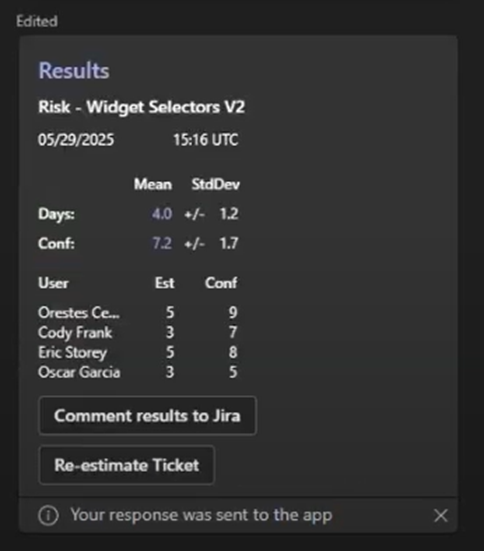 Edited
Results
Risk - Widget Selectors V2
05/29/2025 15:16 UTC
Mean StdDev
Days: 4.0 +/- 1.2
Conf: 7.2 +/- 1.7
User Est Conf
Orestes Ce... 5 9
Cody Frank 3 7
Eric Storey 5 8
Oscar Garcia 3 5
Comment results to Jira
Re-estimate Ticket
Your response was sent to the app